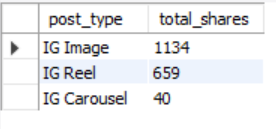 post_type total_shares
IG Image 1134
IG Reel 659
IG Carousel 40